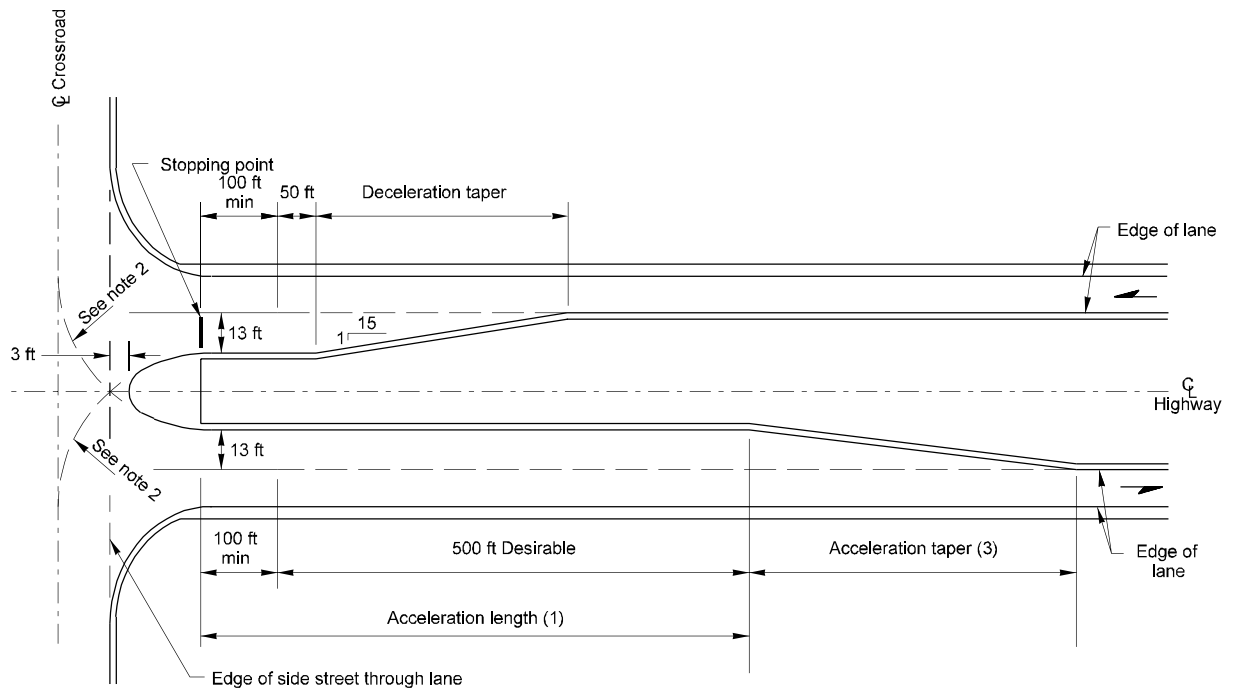 ℄ Crossroad
Stopping point
100 ft
min
50 ft
Deceleration taper
Edge of lane
See note 2
15
1
13 ft
3 ft
℄
Highway
13 ft
See note 2
100 ft
min
500 ft Desirable
Acceleration taper (3)
Edge of
lane
Acceleration length (1)
Edge of side street through lane